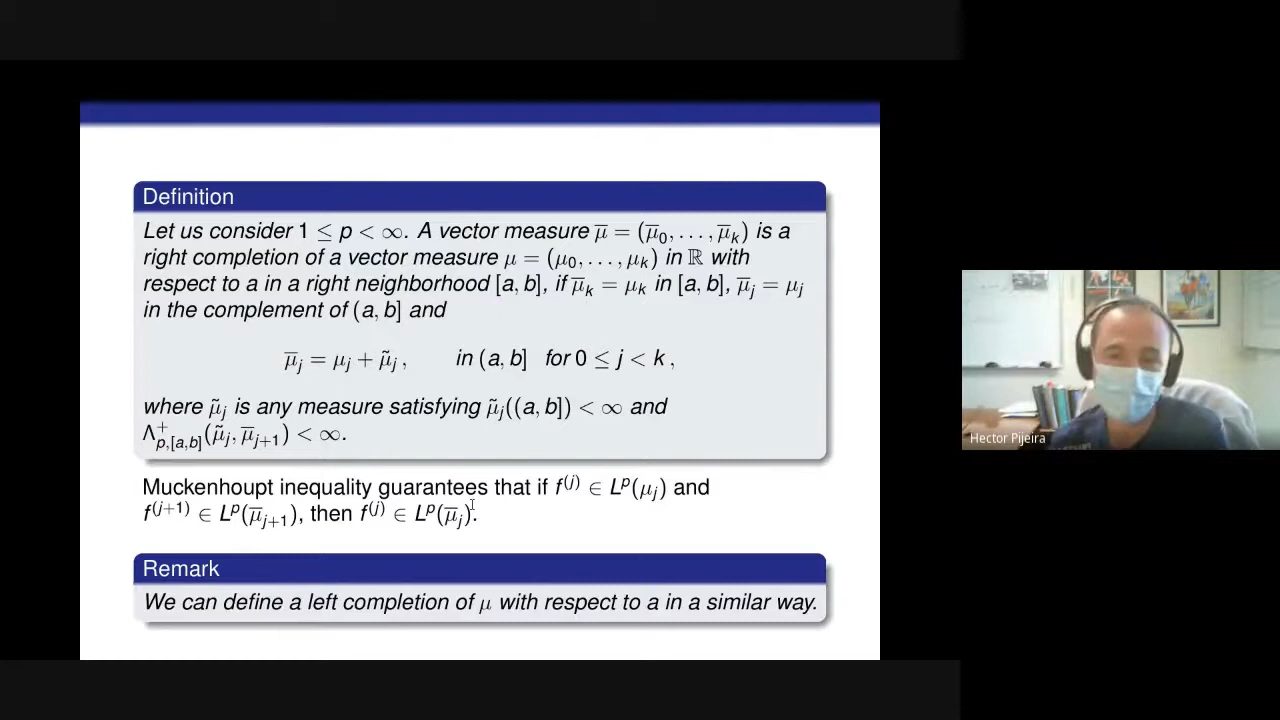 Definition
Let us consider 1 ≤ p < ∞. A vector measure μ̅ = (μ̅₀, . . . , μ̅ₖ) is a
right completion of a vector measure μ = (μ₀, . . . , μₖ) in ℝ with
respect to a in a right neighborhood [a, b], if μ̅ₖ = μₖ in [a, b], μ̅ⱼ = μⱼ
in the complement of (a, b] and
μ̅ⱼ = μⱼ + μ̃ⱼ , in (a, b] for 0 ≤ j < k ,
where μ̃ⱼ is any measure satisfying μ̃ⱼ((a, b]) < ∞ and
Λ⁺_{p,[a,b]}(μ̃ⱼ, μ̅ⱼ₊₁) < ∞.
Muckenhoupt inequality guarantees that if f⁽ʲ⁾ ∈ Lᵖ(μⱼ) and
f⁽ʲ⁺¹⁾ ∈ Lᵖ(μ̅ⱼ₊₁), then f⁽ʲ⁾ ∈ Lᵖ(μ̅ⱼ).
Remark
We can define a left completion of μ with respect to a in a similar way.
Hector Pijeira